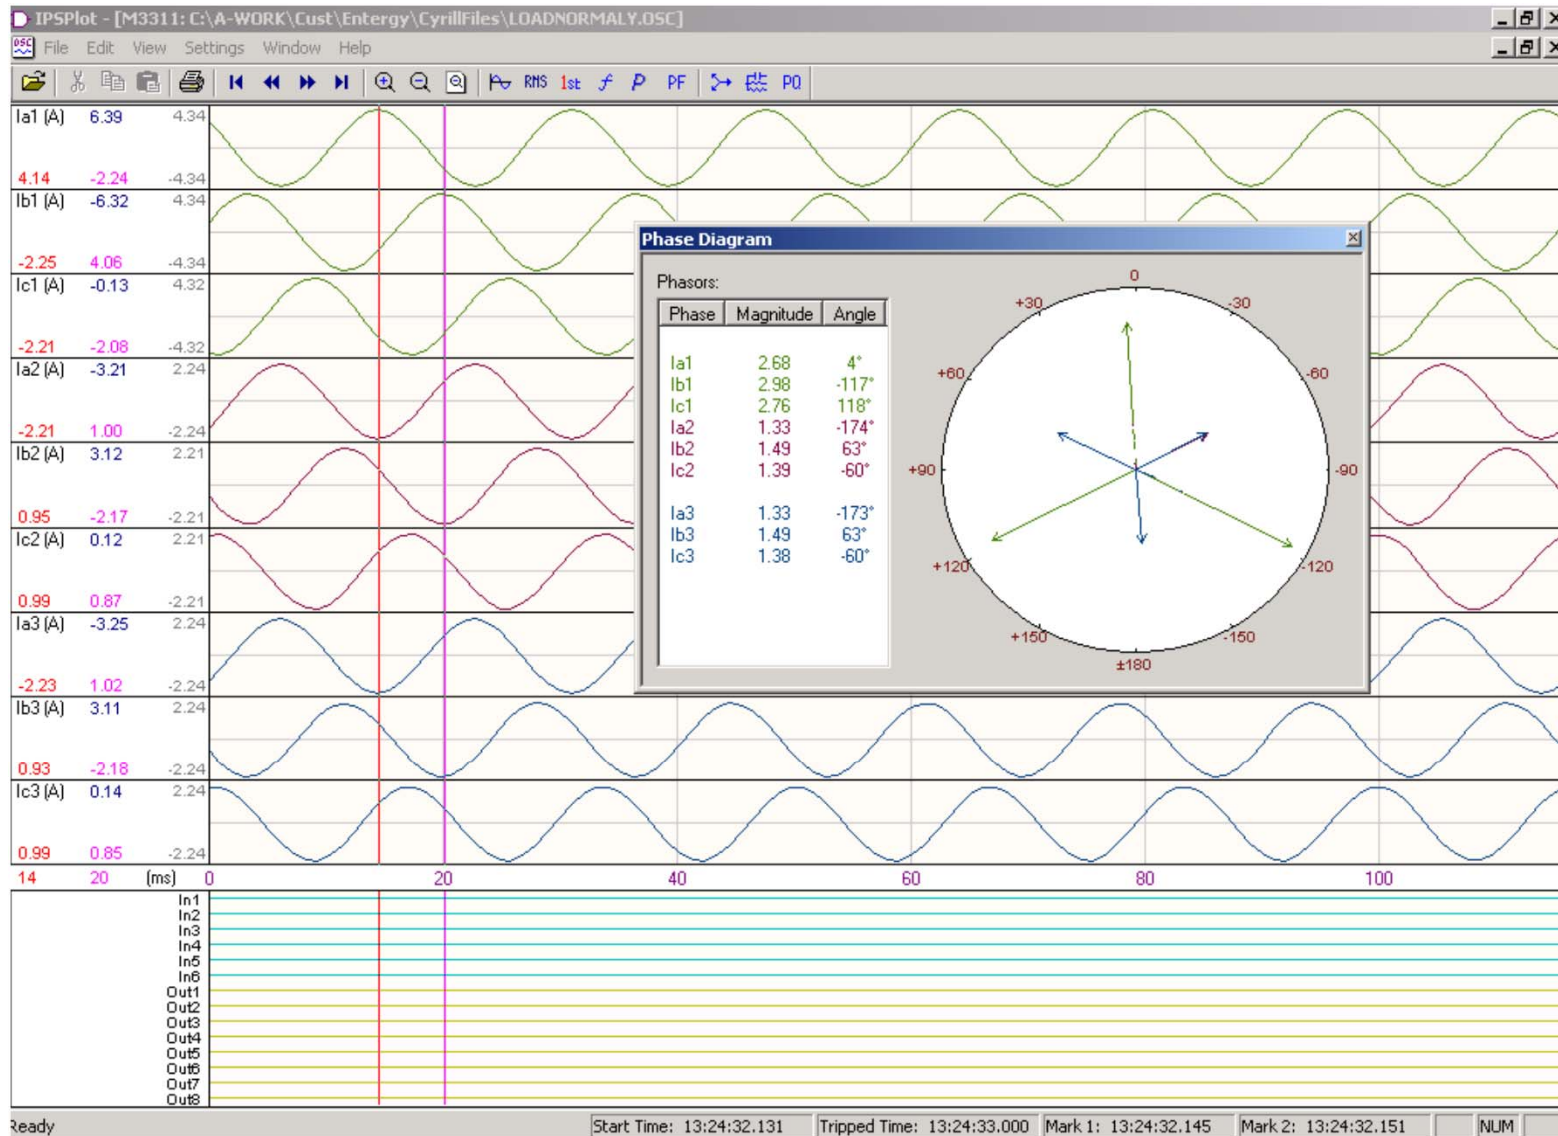 IPSPlot - [M3311: C:\A-WORK\Cust\Entergy\CyrillFiles\LOADNORMALY.OSC]
OSC File Edit View Settings Window Help
RMS 1st f P PF PQ
Ia1 (A) 6.39 4.34
4.14 -2.24 -4.34
Ib1 (A) -6.32 4.34
-2.25 4.06 -4.34
Ic1 (A) -0.13 4.32
-2.21 -2.08 -4.32
Ia2 (A) -3.21 2.24
-2.21 1.00 -2.24
Ib2 (A) 3.12 2.21
0.95 -2.17 -2.21
Ic2 (A) 0.12 2.21
0.99 0.87 -2.21
Ia3 (A) -3.25 2.24
-2.23 1.02 -2.24
Ib3 (A) 3.11 2.24
0.93 -2.18 -2.24
Ic3 (A) 0.14 2.24
0.99 0.85 -2.24
14 20 (ms) 0 20 40 60 80 100
Phase Diagram
Phasors:
Phase Magnitude Angle
Ia1 2.68 4°
Ib1 2.98 -117°
Ic1 2.76 118°
Ia2 1.33 -174°
Ib2 1.49 63°
Ic2 1.39 -60°
Ia3 1.33 -173°
Ib3 1.49 63°
Ic3 1.38 -60°
0
+30 -30
+60 -60
+90 -90
+120 -120
+150 -150
±180
In1
In2
In3
In4
In5
In6
Out1
Out2
Out3
Out4
Out5
Out6
Out7
Out8
Ready Start Time: 13:24:32.131 Tripped Time: 13:24:33.000 Mark 1: 13:24:32.145 Mark 2: 13:24:32.151 NUM